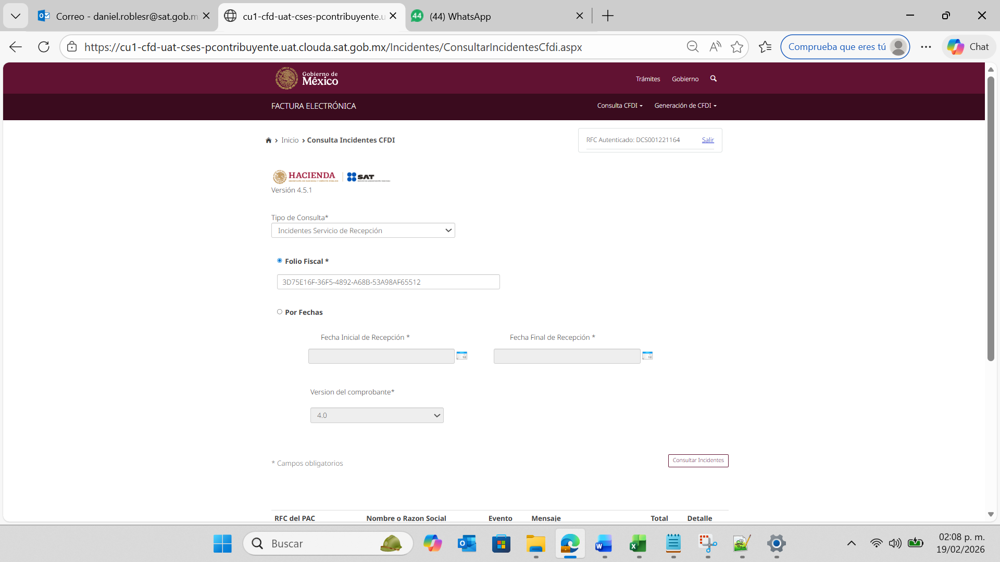 Correo - daniel.roblesr@sat.gob.m
cu1-cfd-uat-cses-pcontribuyente.u
44
(44) WhatsApp
https://cu1-cfd-uat-cses-pcontribuyente.uat.clouda.sat.gob.mx/Incidentes/ConsultarIncidentesCfdi.aspx
Comprueba que eres tú
Chat
Gobierno de
México
Trámites
Gobierno
FACTURA ELECTRÓNICA
Consulta CFDI
Generación de CFDI
Inicio
Consulta Incidentes CFDI
RFC Autenticado: DCS001221164
Salir
HACIENDA
SAT
Versión 4.5.1
Tipo de Consulta*
Incidentes Servicio de Recepción
Folio Fiscal *
3D75E16F-36F5-4892-A68B-53A98AF65512
Por Fechas
Fecha Inicial de Recepción *
Fecha Final de Recepción *
Version del comprobante*
4.0
* Campos obligatorios
Consultar Incidentes
RFC del PAC
Nombre o Razon Social
Evento
Mensaje
Total
Detalle
Buscar
02:08 p. m.
19/02/2026